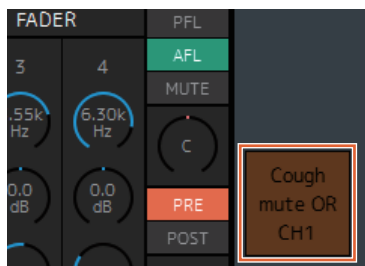 FADER
PFL
AFL
MUTE
3
4
.55k
Hz
6.30k
Hz
C
0.0
dB
0.0
dB
PRE
POST
Cough
mute OR
CH1